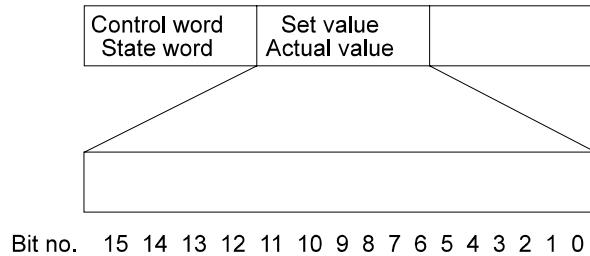 Control word Set value
State word Actual value
Bit no. 15 14 13 12 11 10 9 8 7 6 5 4 3 2 1 0